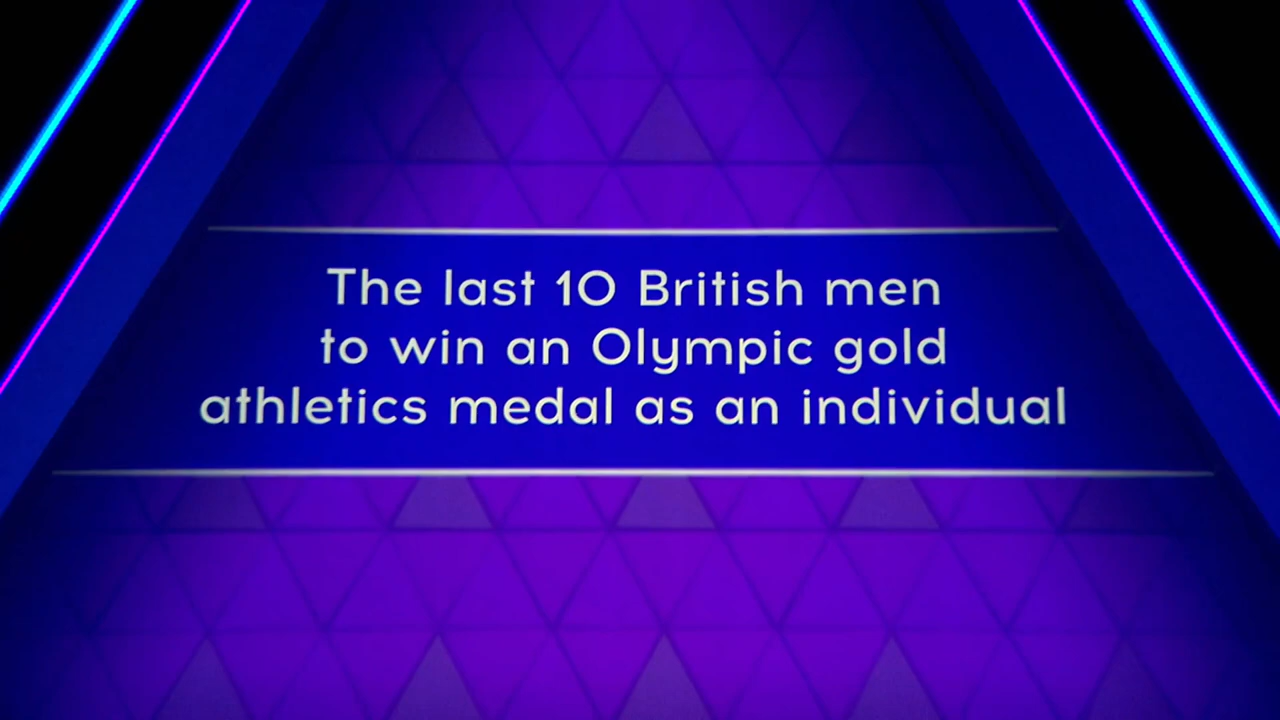 The last 10 British men
to win an Olympic gold
athletics medal as an individual